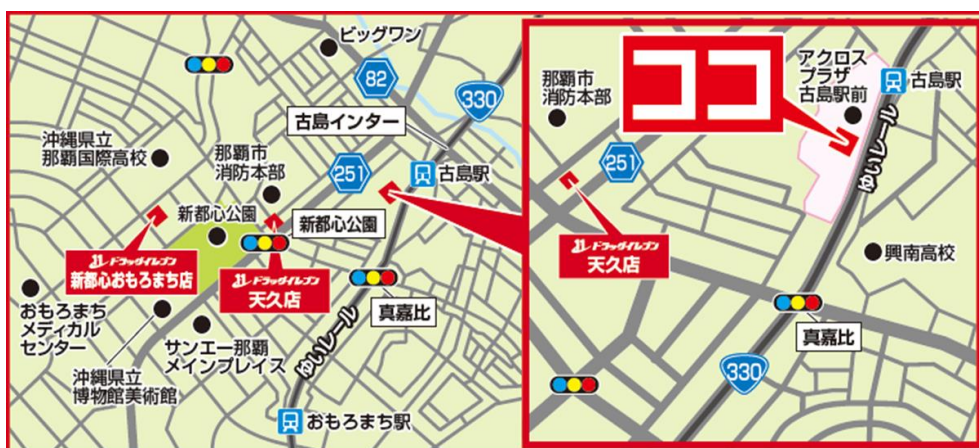 ビッグワン
82
330
古島インター
沖縄県立
那覇国際高校
那覇市
消防本部
251
古島駅
新都心公園
新都心公園
ドラッグイレブン
新都心おもろまち店
ドラッグイレブン
天久店
真嘉比
おもろまち
メディカル
センター
サンエー那覇
メインプレイス
沖縄県立
博物館美術館
ゆいレール
おもろまち駅
ココ
那覇市
消防本部
アクロス
プラザ
古島駅前
古島駅
251
ゆいレール
ドラッグイレブン
天久店
興南高校
真嘉比
330